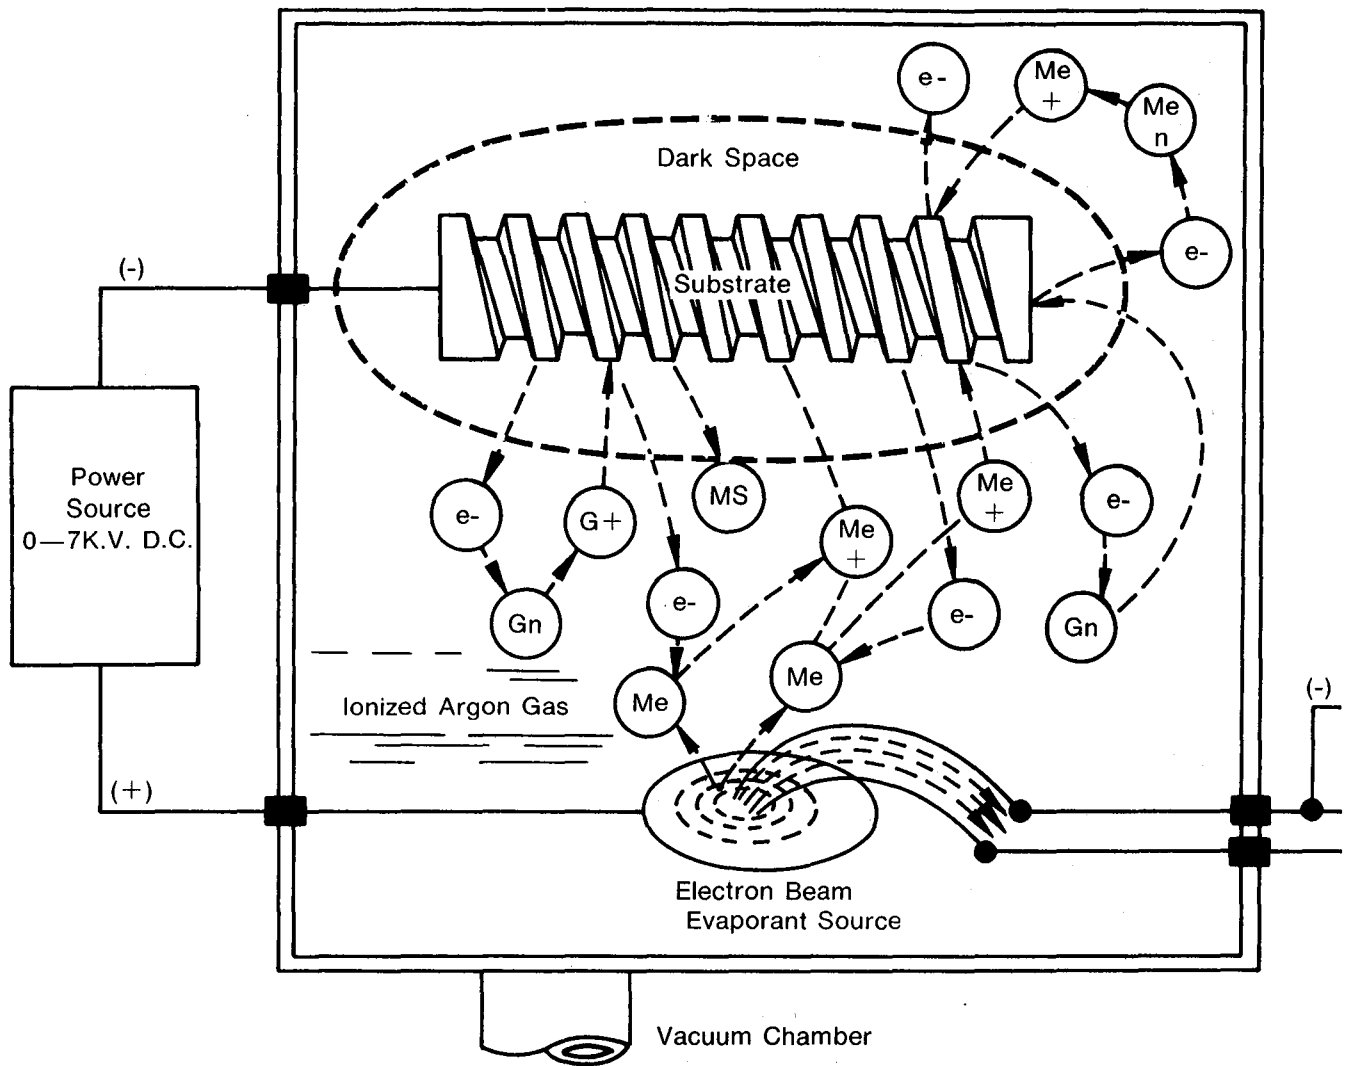 e-
Me
+
Me
n
Dark Space
e-
Substrate
(-)
Power
Source
0—7K.V. D.C.
e-
G+
MS
Me
+
Me
+
e-
Gn
e-
e-
Gn
Me
Me
Ionized Argon Gas
(-)
(+)
Electron Beam
Evaporant Source
Vacuum Chamber